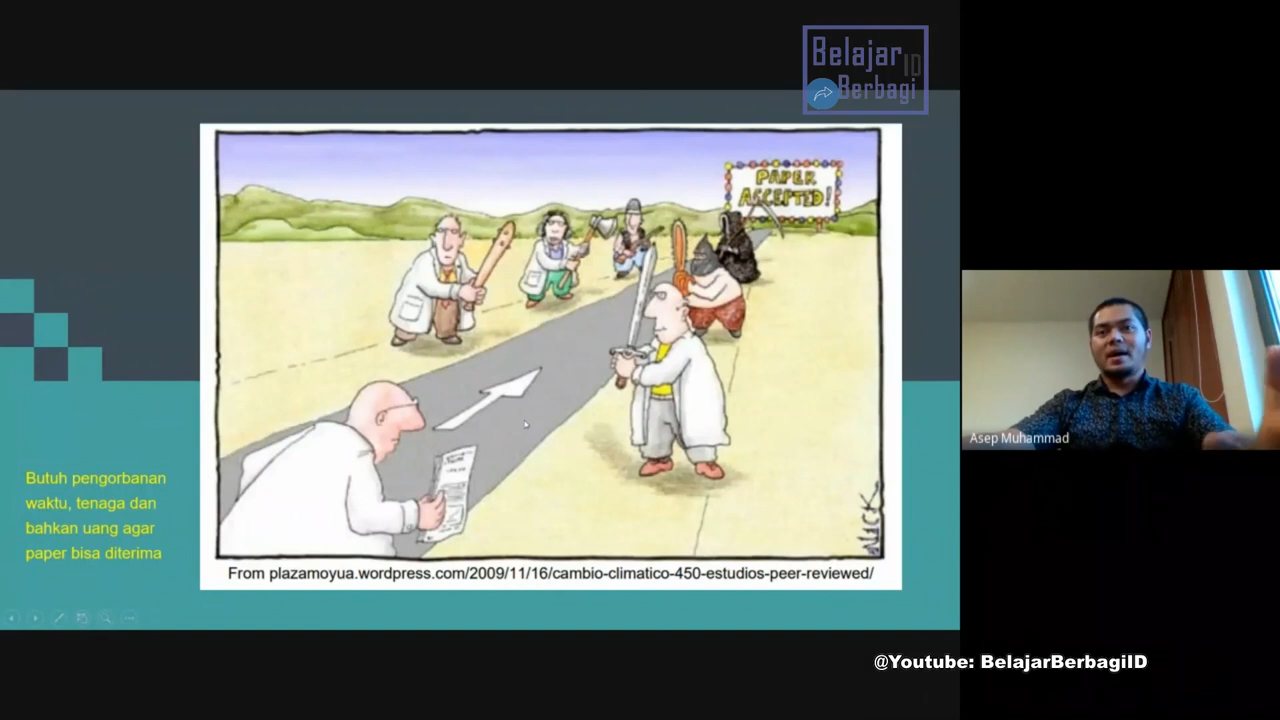 Belajar
ID
Berbagi
PAPER
ACCEPTED!
Butuh pengorbanan
waktu, tenaga dan
bahkan uang agar
paper bisa diterima
NICK
From plazamoyua.wordpress.com/2009/11/16/cambio-climatico-450-estudios-peer-reviewed/
Asep Muhammad
@Youtube: BelajarBerbagiID